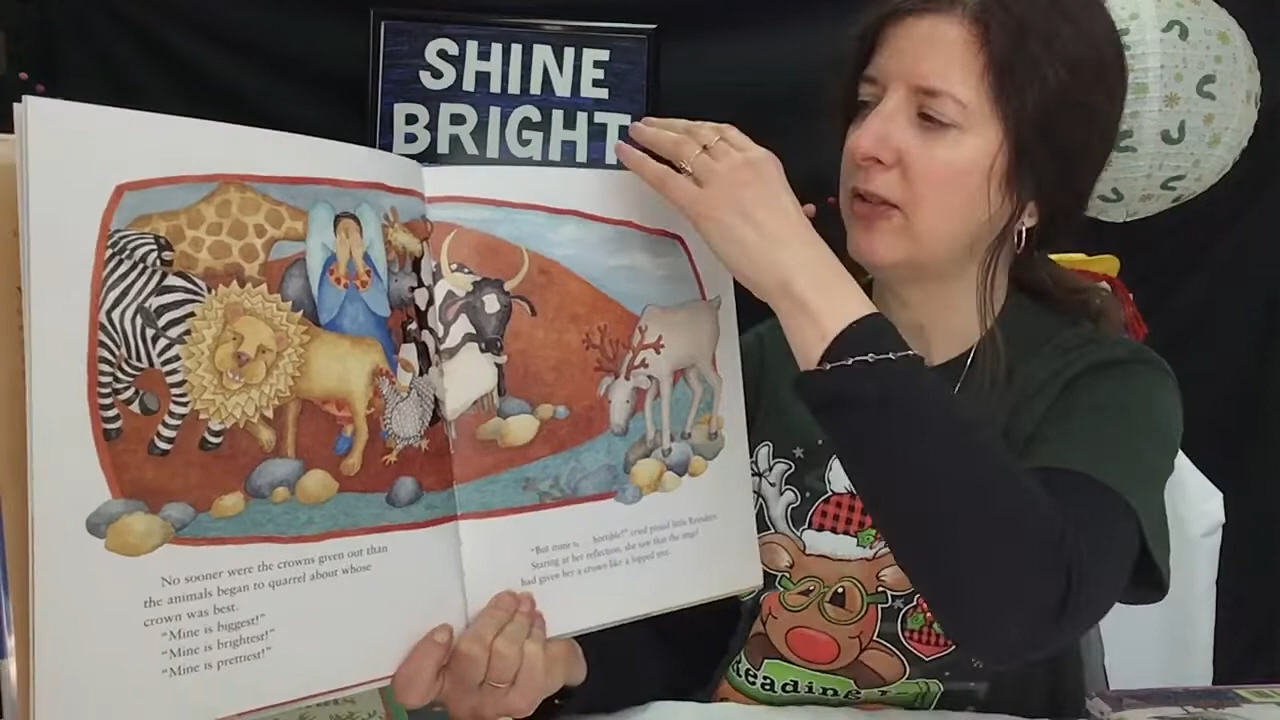 SHINE
BRIGHT
No sooner were the crowns given out than
the animals began to quarrel about whose
crown was best.
"Mine is biggest!"
"Mine is brightest!"
"Mine is prettiest!"
"But mine is . . . horrible!" cried proud little Reindeer.
Staring at her reflection, she saw that the angel
had given her a crown like a lopped tree.
Reading